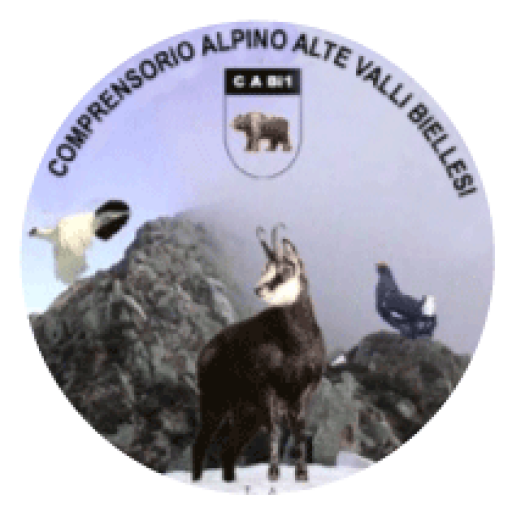 COMPRENSORIO ALPINO ALTE VALLI BIELLESI
C A BI1